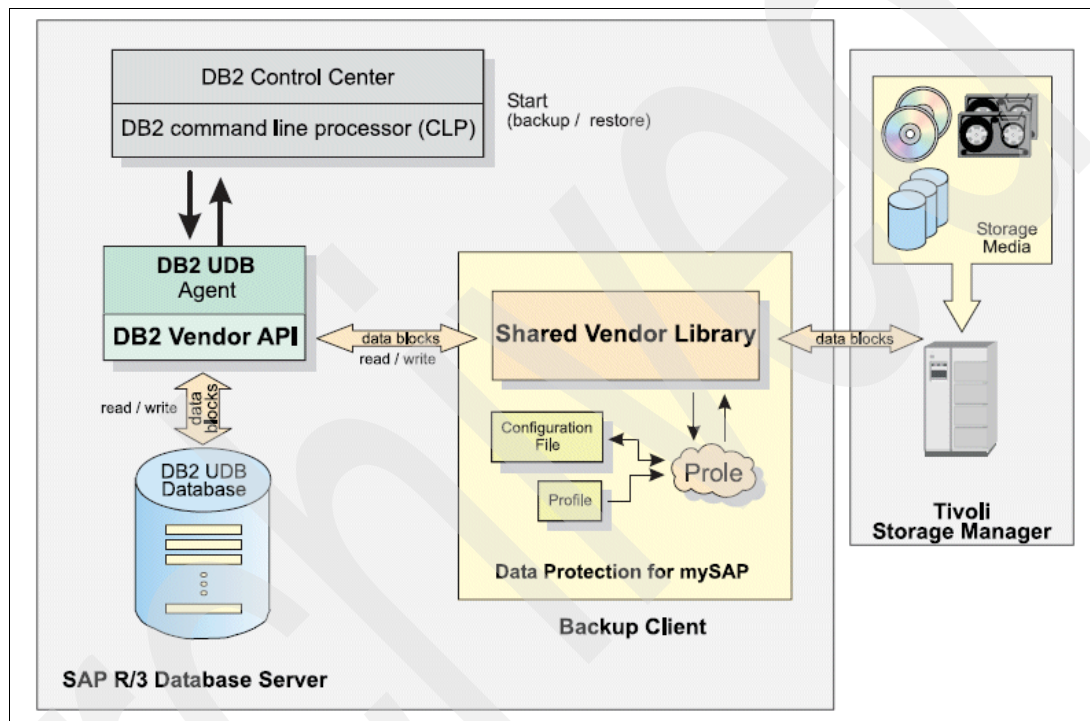 DB2 Control Center
DB2 command line processor (CLP)
Start
(backup / restore)
DB2 UDB
Agent
DB2 Vendor API
data blocks
read / write
read / write
data
blocks
DB2 UDB
Database
SAP R/3 Database Server
Shared Vendor Library
Configuration
File
Profile
Prole
Data Protection for mySAP
Backup Client
data blocks
Storage
Media
Tivoli
Storage Manager